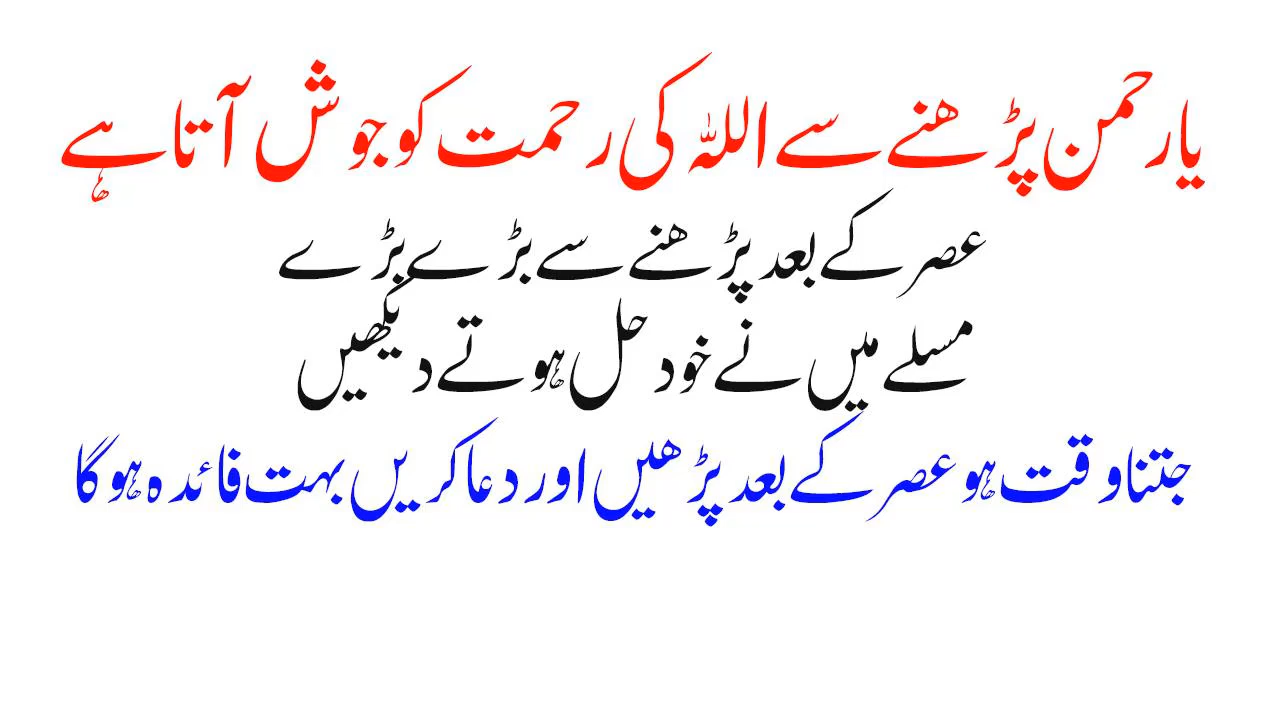 یارحمن پڑھنے سے اللہ کی رحمت کو جوش آتا ہے
عصر کے بعد پڑھنے سے بڑے بڑے
مسلے میں نے خود حل ہوتے دیکھیں
جتنا وقت ہو عصر کے بعد پڑھیں اور دعا کریں بہت فائدہ ہوگا